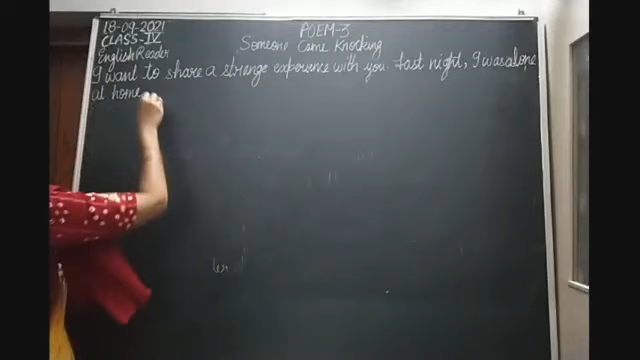 18-09-2021
CLASS-IV
POEM-3
English Reader
Someone Came Knocking
I want to share a strange experience with you. Last night, I was alone
at home